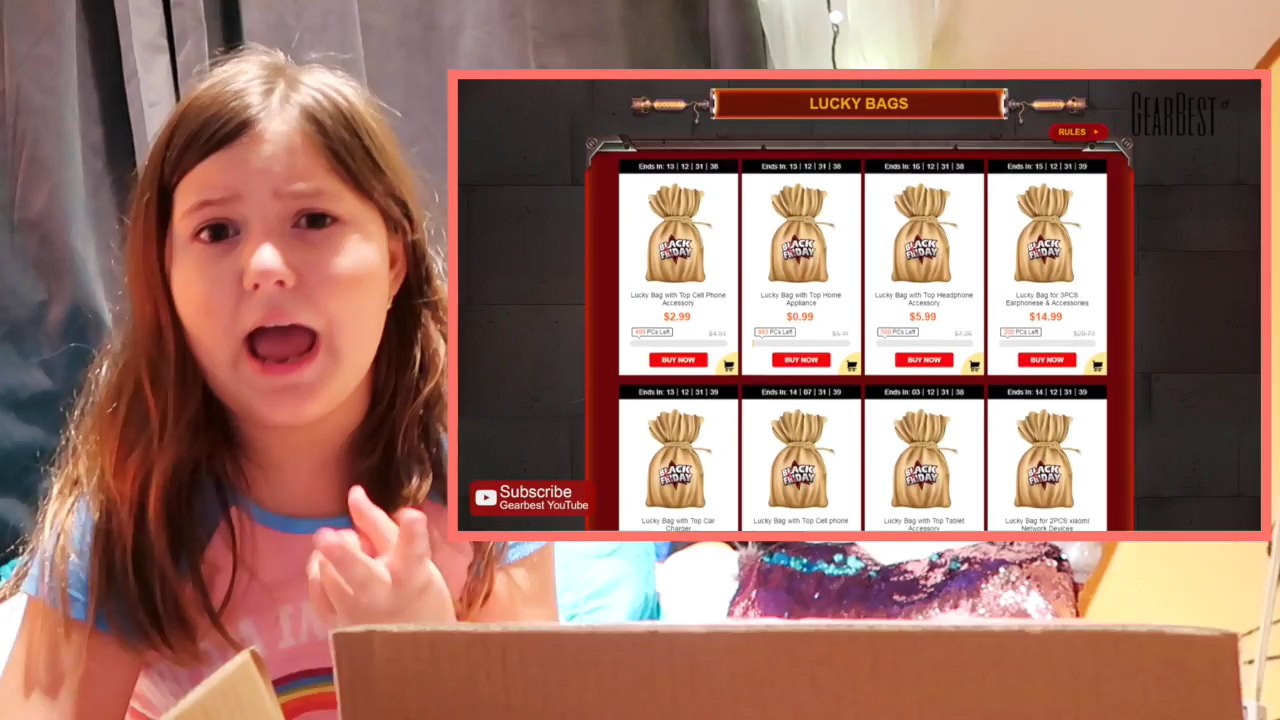 LUCKY BAGS
GEARBEST
RULES
Ends In: 13 | 12 | 31 | 38
Ends In: 13 | 12 | 31 | 38
Ends In: 16 | 12 | 31 | 38
Ends In: 15 | 12 | 31 | 39
BLACK
FRIDAY
BLACK
FRIDAY
BLACK
FRIDAY
BLACK
FRIDAY
Lucky Bag with Top Cell Phone
Accessory
$2.99
499 PCs Left
BUY NOW
Lucky Bag with Top Home
Appliance
$0.99
993 PCs Left
BUY NOW
Lucky Bag with Top Headphone
Accessory
$5.99
500 PCs Left
$7.26
BUY NOW
Lucky Bag for 3PCS
Earphonese & Accessories
$14.99
200 PCs Left
BUY NOW
Ends In: 13 | 12 | 31 | 39
Ends In: 14 | 07 | 31 | 39
Ends In: 03 | 12 | 31 | 38
Ends In: 14 | 12 | 31 | 39
BLACK
FRIDAY
BLACK
FRIDAY
BLACK
FRIDAY
BLACK
FRIDAY
Lucky Bag with Top Car
Charger
Lucky Bag with Top Cell phone
Lucky Bag with Top Tablet
Accessory
Lucky Bag for 2PCS xiaomi
Network Devices
Subscribe
Gearbest YouTube